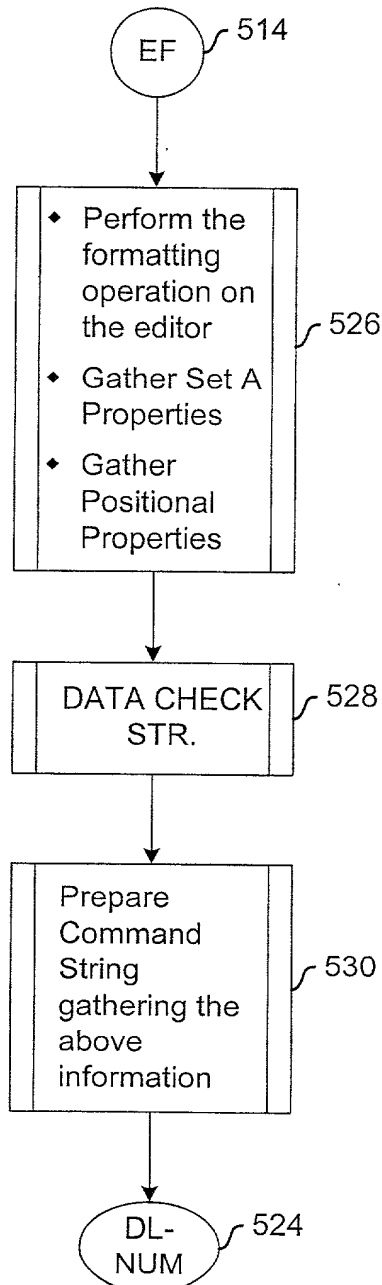 EF
514
◆ Perform the
formatting
operation on
the editor
526
◆ Gather Set A
Properties
◆ Gather
Positional
Properties
DATA CHECK
STR.
528
Prepare
Command
String
gathering the
above
information
530
DL-
NUM
524